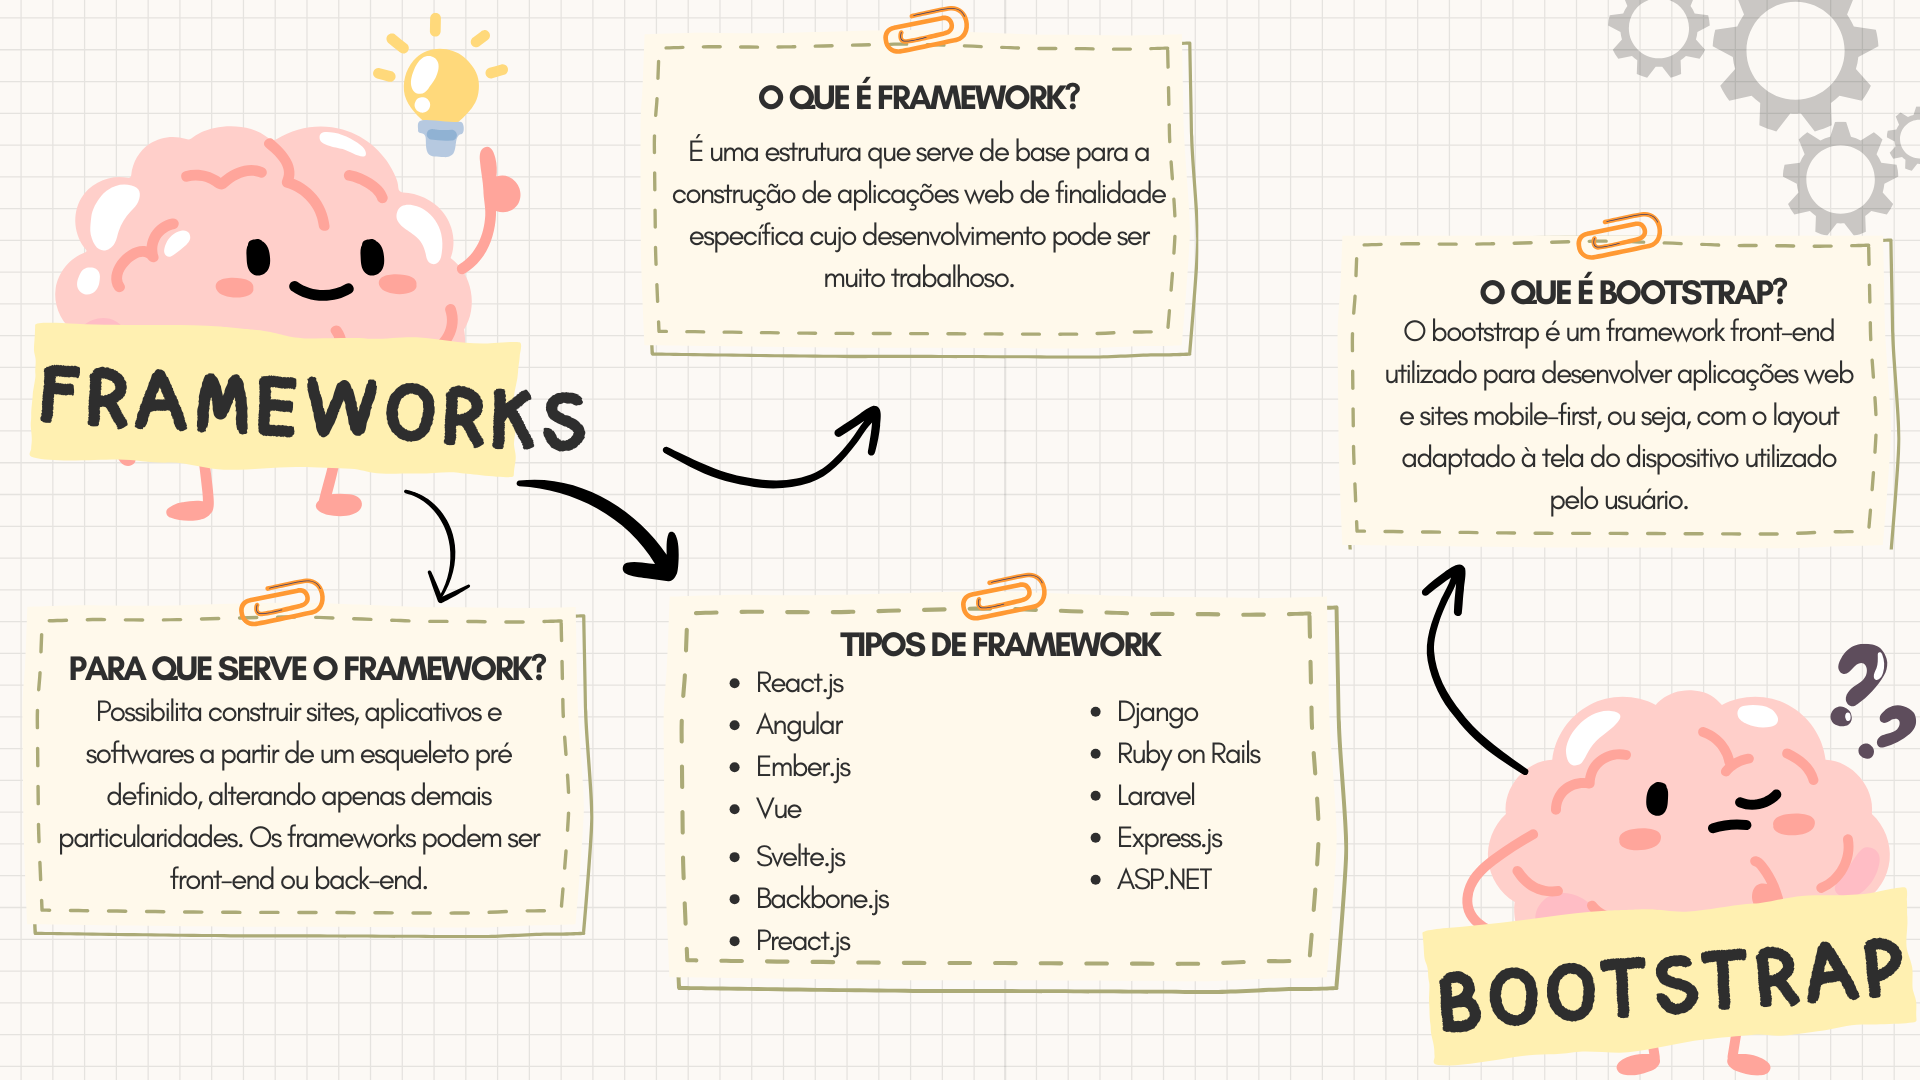 FRAMEWORKS
O QUE É FRAMEWORK?
É uma estrutura que serve de base para a
construção de aplicações web de finalidade
específica cujo desenvolvimento pode ser
muito trabalhoso.
PARA QUE SERVE O FRAMEWORK?
Possibilita construir sites, aplicativos e
softwares a partir de um esqueleto pré
definido, alterando apenas demais
particularidades. Os frameworks podem ser
front-end ou back-end.
TIPOS DE FRAMEWORK
React.js
Angular
Ember.js
Vue
Svelte.js
Backbone.js
Preact.js
Django
Ruby on Rails
Laravel
Express.js
ASP.NET
O QUE É BOOTSTRAP?
O bootstrap é um framework front-end
utilizado para desenvolver aplicações web
e sites mobile-first, ou seja, com o layout
adaptado à tela do dispositivo utilizado
pelo usuário.
??
BOOTSTRAP